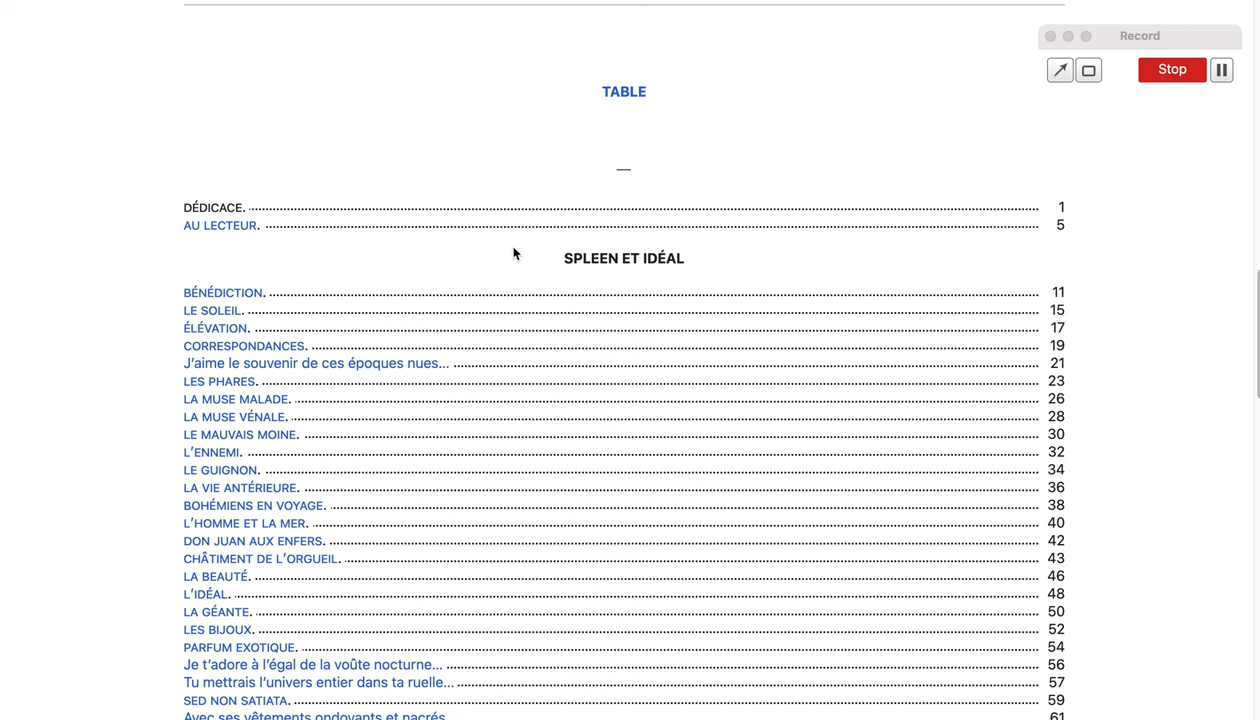 Record
Stop
TABLE
—
DÉDICACE. 1
AU LECTEUR. 5
SPLEEN ET IDÉAL
BÉNÉDICTION. 11
LE SOLEIL. 15
ÉLÉVATION. 17
CORRESPONDANCES. 19
J’aime le souvenir de ces époques nues... 21
LES PHARES. 23
LA MUSE MALADE. 26
LA MUSE VÉNALE. 28
LE MAUVAIS MOINE. 30
L’ENNEMI. 32
LE GUIGNON. 34
LA VIE ANTÉRIEURE. 36
BOHÉMIENS EN VOYAGE. 38
L’HOMME ET LA MER. 40
DON JUAN AUX ENFERS. 42
CHÂTIMENT DE L’ORGUEIL. 43
LA BEAUTÉ. 46
L’IDÉAL. 48
LA GÉANTE. 50
LES BIJOUX. 52
PARFUM EXOTIQUE. 54
Je t’adore à l’égal de la voûte nocturne... 56
Tu mettrais l’univers entier dans ta ruelle... 57
SED NON SATIATA. 59
Avec ses vêtements ondoyants et nacrés 61